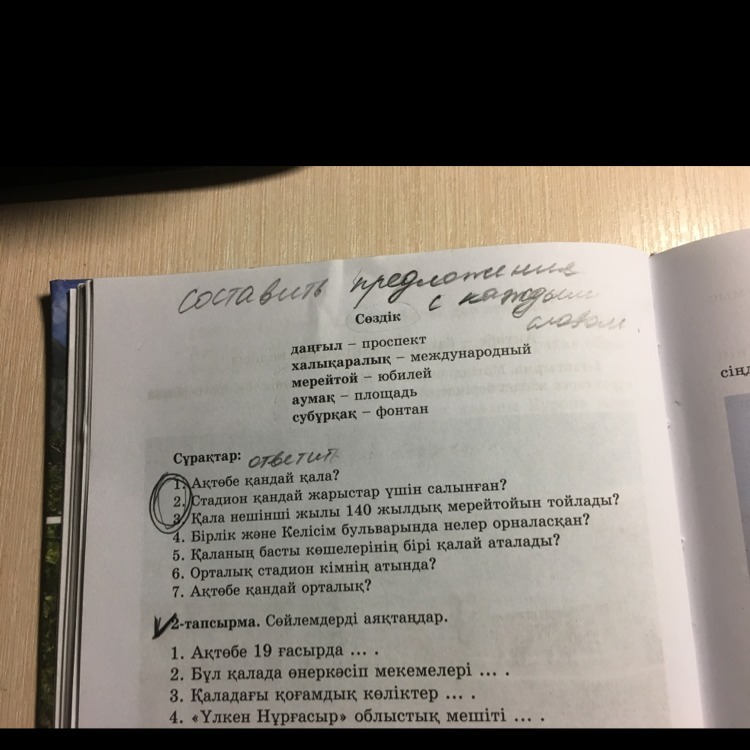 составить предложения
с каждым
словом
Сөздік
даңғыл – проспект
халықаралық – международный
мерейтой – юбилей
аумақ – площадь
субұрқақ – фонтан
Сұрақтар: ответить
1. Ақтөбе қандай қала?
2. Стадион қандай жарыстар үшін салынған?
3. Қала нешінші жылы 140 жылдық мерейтойын тойлады?
4. Бірлік және Келісім бульварында нелер орналасқан?
5. Қаланың басты көшелерінің бірі қалай аталады?
6. Орталық стадион кімнің атында?
7. Ақтөбе қандай орталық?
2-тапсырма. Сөйлемдерді аяқтаңдар.
1. Ақтөбе 19 ғасырда ... .
2. Бұл қалада өнеркәсіп мекемелері ... .
3. Қаладағы қоғамдық көліктер ... .
4. «Үлкен Нұрғасыр» облыстық мешіті ... .